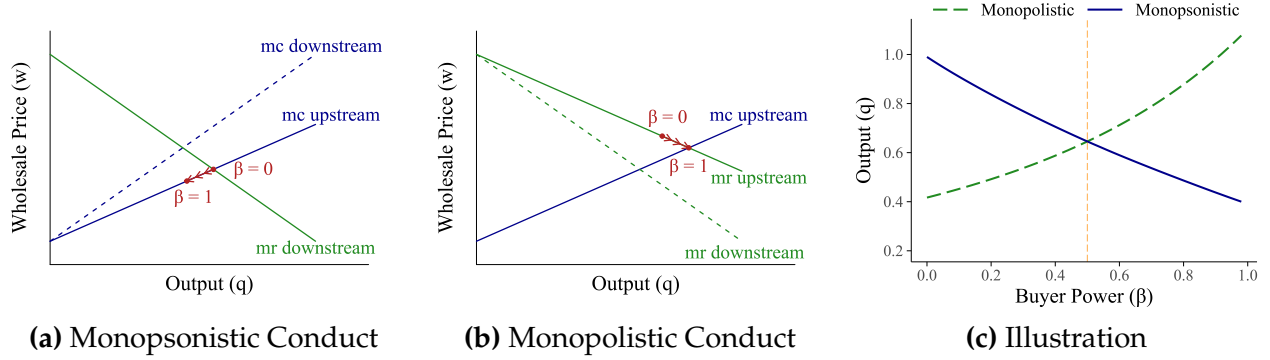 mc downstream
mc upstream
β = 0
β = 1
mr downstream
Wholesale Price (w)
Output (q)
(a) Monopsonistic Conduct
mc upstream
β = 0
β = 1
mr upstream
mr downstream
Wholesale Price (w)
Output (q)
(b) Monopolistic Conduct
Monopolistic Monopsonistic
1.0
0.8
0.6
0.4
0.2
Output (q)
0.0 0.2 0.4 0.6 0.8 1.0
Buyer Power (β)
(c) Illustration